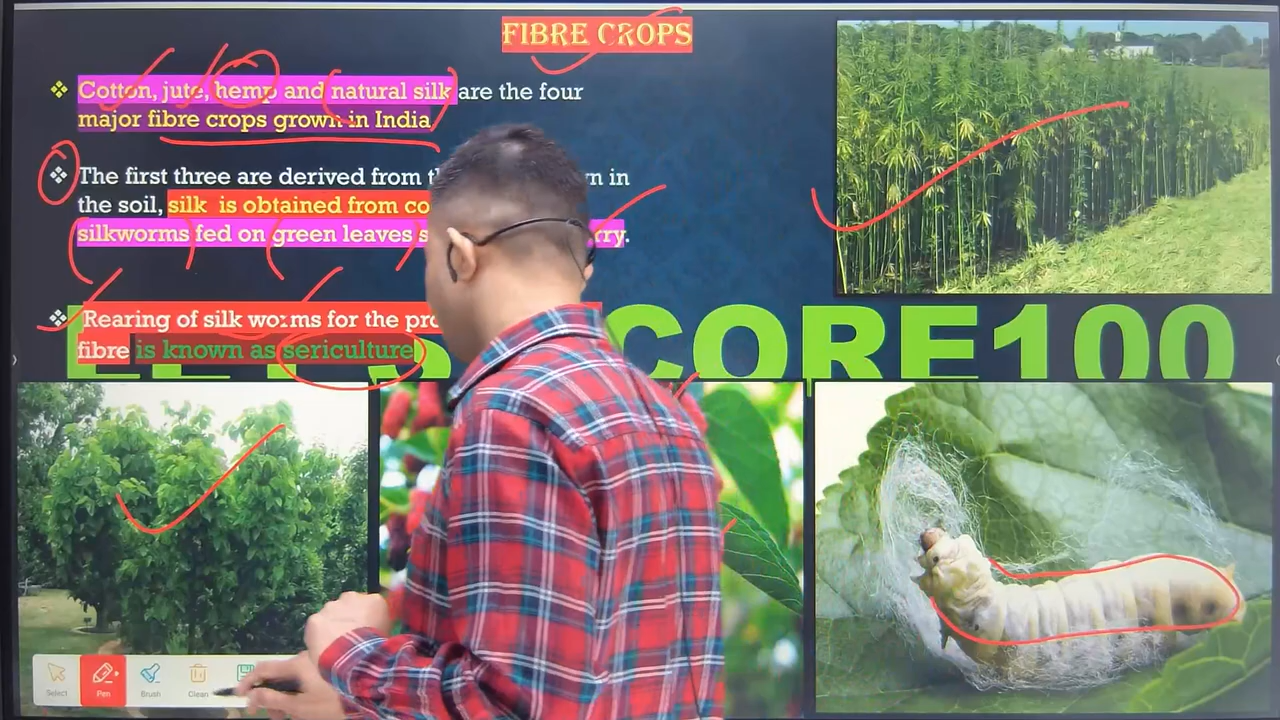 FIBRE CROPS
Cotton, jute, hemp and natural silk are the four
major fibre crops grown in India
The first three are derived from
in
the soil, silk is obtained from
silkworms fed on green leaves
Rearing of silk worms for the
fibre is known as sericulture
CORE100
Select
Pen
Brush
Clean